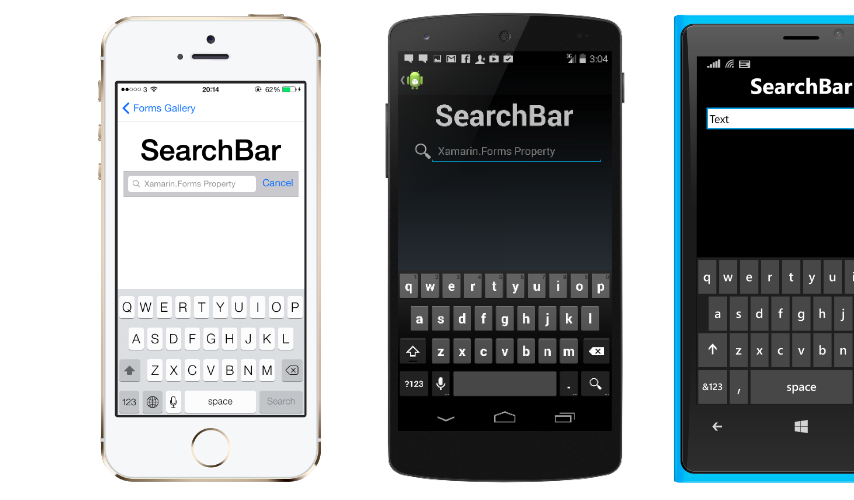 3 20:14 62%
Forms Gallery
SearchBar
Xamarin.Forms Property Cancel
Q W E R T Y U I O P
A S D F G H J K L
Z X C V B N M
123 space Search
3:04
SearchBar
Xamarin.Forms Property
q w e r t y u i o p
a s d f g h j k l
z x c v b n m
?123 .
SearchBar
Text
q w e r t y u i
a s d f g h j
z x c v b n
&123 , space